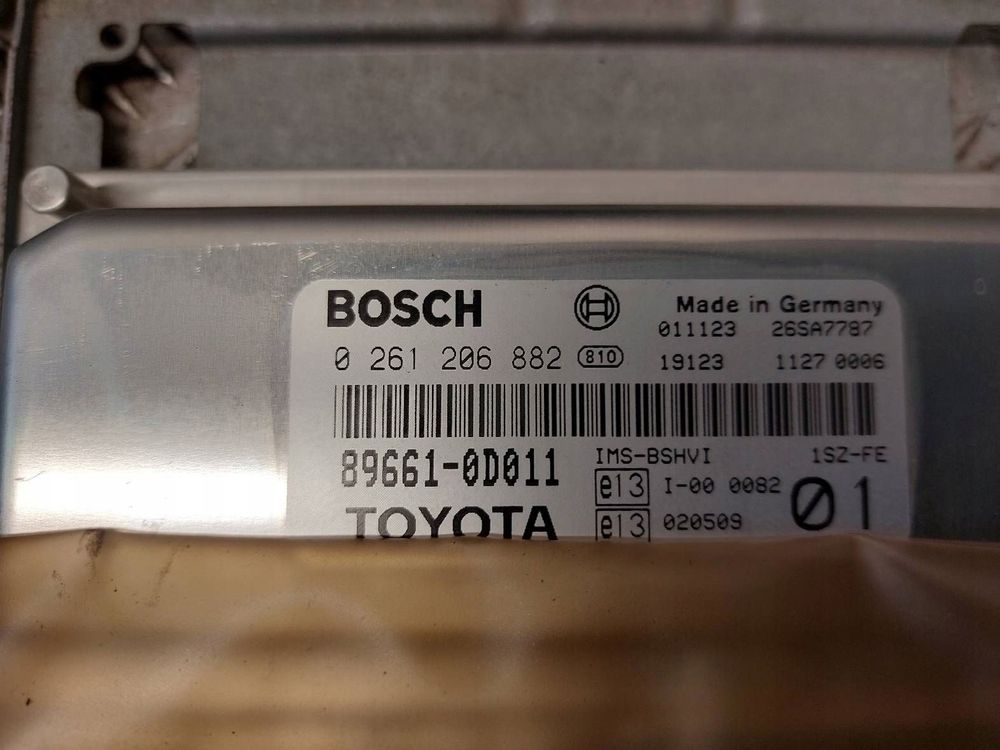 BOSCH
Made in Germany
011123 26SA7787
0 261 206 882 810
19123 1127 0006
89661-0D011
IMS-BSHVI 1SZ-FE
e13 I-00 0082
01
TOYOTA
e13 020509